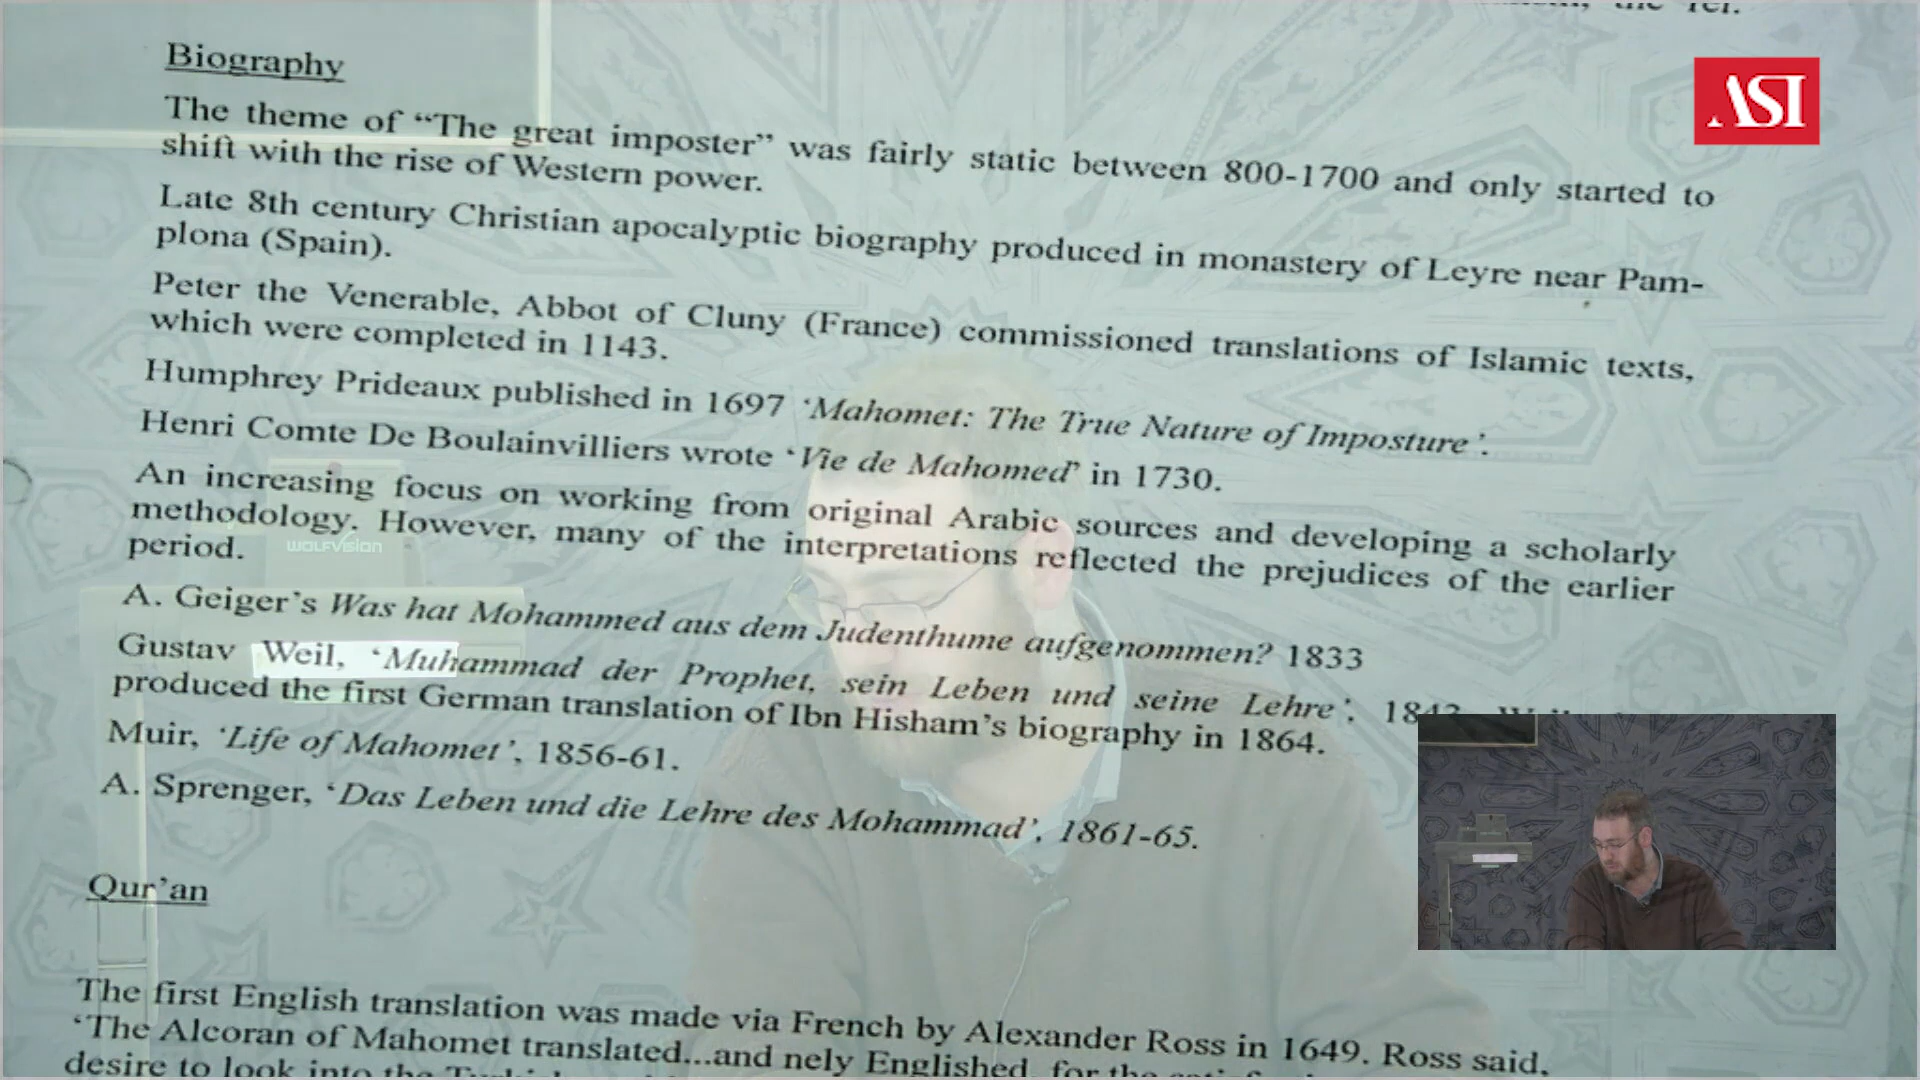 ASI
Biography
The theme of “The great imposter” was fairly static between 800-1700 and only started to
shift with the rise of Western power.
Late 8th century Christian apocalyptic biography produced in monastery of Leyre near Pam-
plona (Spain).
Peter the Venerable, Abbot of Cluny (France) commissioned translations of Islamic texts,
which were completed in 1143.
Humphrey Prideaux published in 1697 ‘Mahomet: The True Nature of Imposture’.
Henri Comte De Boulainvilliers wrote ‘Vie de Mahomed’ in 1730.
An increasing focus on working from original Arabic sources and developing a scholarly
methodology. However, many of the interpretations reflected the prejudices of the earlier
period.
WOLFVISION
A. Geiger’s Was hat Mohammed aus dem Judenthume aufgenommen? 1833
Gustav Weil, ‘Muhammad der Prophet, sein Leben und seine Lehre’,
produced the first German translation of Ibn Hisham’s biography in 1864.
Muir, ‘Life of Mahomet’, 1856-61.
A. Sprenger, ‘Das Leben und die Lehre des Mohammad’, 1861-65.
Qur’an
The first English translation was made via French by Alexander Ross in 1649. Ross said,
‘The Alcoran of Mahomet translated...and nely Englished, for the
desire to look into the